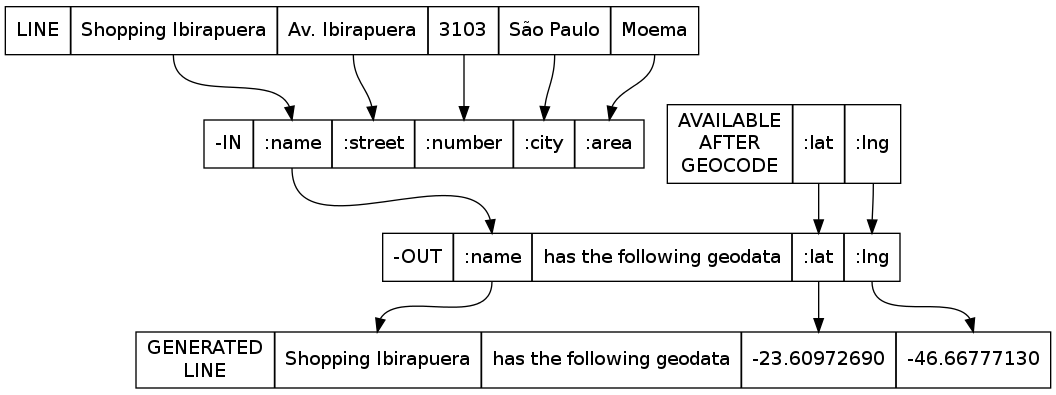 LINE Shopping Ibirapuera Av. Ibirapuera 3103 São Paulo Moema
-IN :name :street :number :city :area
AVAILABLE
AFTER
GEOCODE
:lat :lng
-OUT :name has the following geodata :lat :lng
GENERATED
LINE
Shopping Ibirapuera has the following geodata -23.60972690 -46.66777130